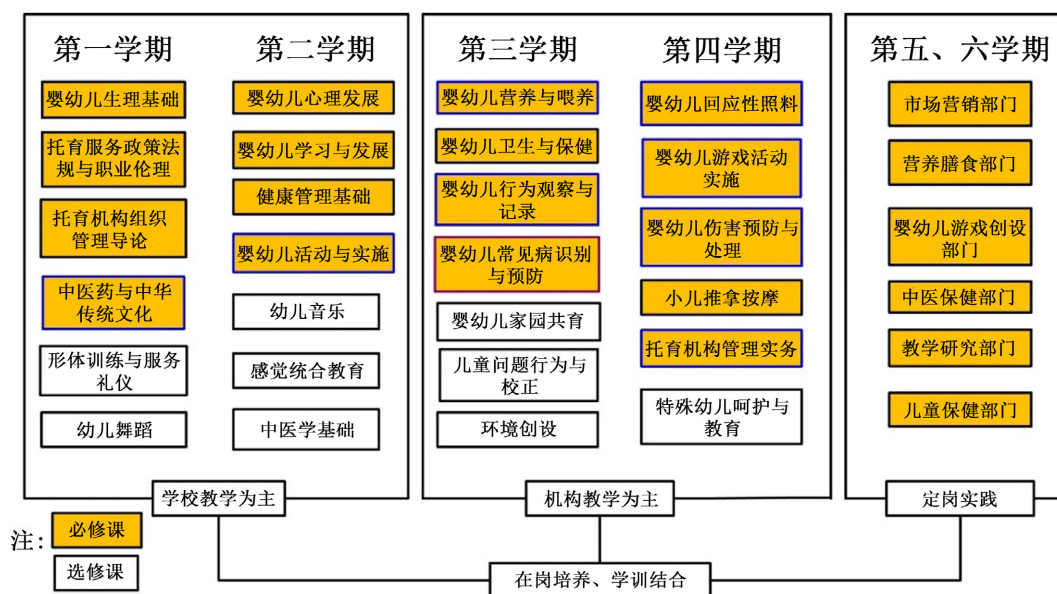 第一学期
婴幼儿生理基础
托育服务政策法
规与职业伦理
托育机构组织
管理导论
中医药与中华
传统文化
形体训练与服务
礼仪
幼儿舞蹈
第二学期
婴幼儿心理发展
婴幼儿学习与发展
健康管理基础
婴幼儿活动与实施
幼儿音乐
感觉统合教育
中医学基础
学校教学为主
第三学期
婴幼儿营养与喂养
婴幼儿卫生与保健
婴幼儿行为观察与
记录
婴幼儿常见病识别
与预防
婴幼儿家园共育
儿童问题行为与
校正
环境创设
第四学期
婴幼儿回应性照料
婴幼儿游戏活动
实施
婴幼儿伤害预防与
处理
小儿推拿按摩
托育机构管理实务
特殊幼儿呵护与
教育
机构教学为主
第五、六学期
市场营销部门
营养膳食部门
婴幼儿游戏创设
部门
中医保健部门
教学研究部门
儿童保健部门
定岗实践
注:
必修课
选修课
在岗培养、学训结合